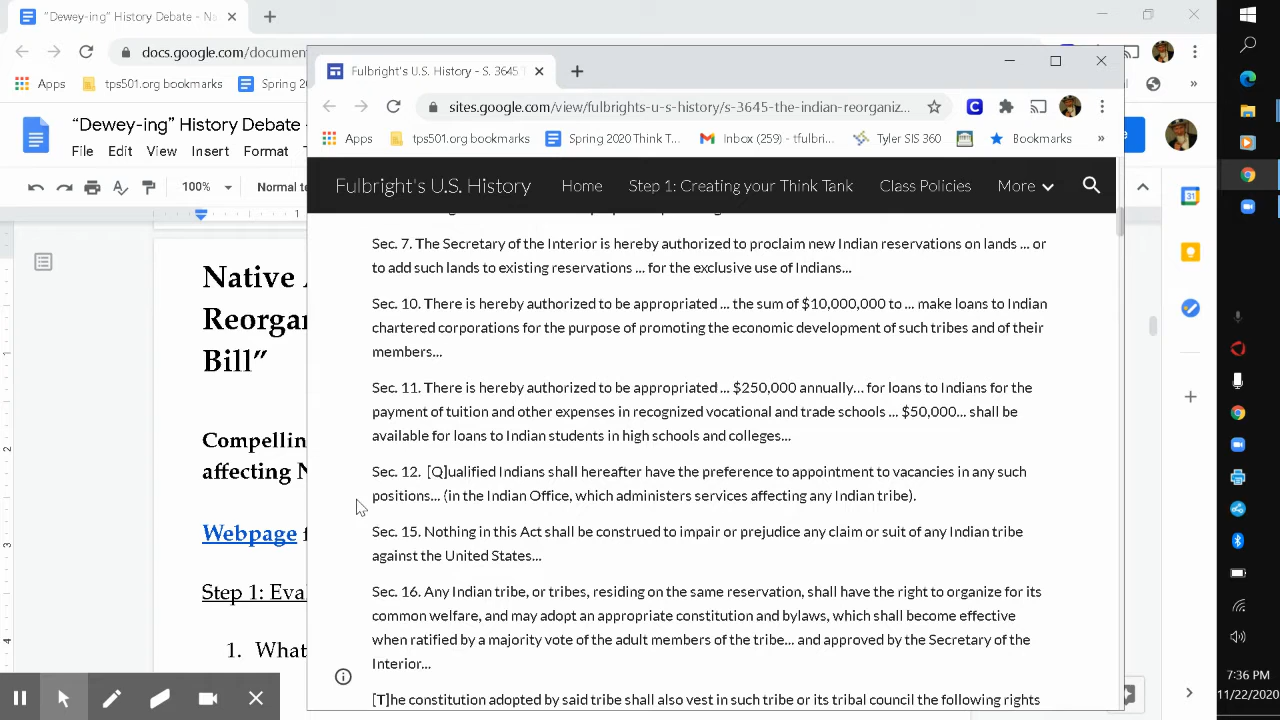 "Dewey-ing" History Debate - Na
docs.google.com/document
Apps
tps501.org bookmarks
Spring 20
"Dewey-ing" History Debate -
File Edit View Insert Format
100%
Normal te
1
Native A
Reorgan
Bill”
Compellin
affecting N
Webpage f
Step 1: Eval
1. What
1
2
3
4
Fulbright's U.S. History - S. 3645 T
sites.google.com/view/fulbrights-u-s-history/s-3645-the-indian-reorganiz...
Apps
tps501.org bookmarks
Spring 2020 Think T...
Inbox (259) - tfulbri...
Tyler SIS 360
Bookmarks
»
Fulbright's U.S. History
Home
Step 1: Creating your Think Tank
Class Policies
More
Sec. 7. The Secretary of the Interior is hereby authorized to proclaim new Indian reservations on lands ... or
to add such lands to existing reservations ... for the exclusive use of Indians...
Sec. 10. There is hereby authorized to be appropriated ... the sum of $10,000,000 to ... make loans to Indian
chartered corporations for the purpose of promoting the economic development of such tribes and of their
members...
Sec. 11. There is hereby authorized to be appropriated ... $250,000 annually... for loans to Indians for the
payment of tuition and other expenses in recognized vocational and trade schools ... $50,000... shall be
available for loans to Indian students in high schools and colleges...
Sec. 12. [Q]ualified Indians shall hereafter have the preference to appointment to vacancies in any such
positions... (in the Indian Office, which administers services affecting any Indian tribe).
Sec. 15. Nothing in this Act shall be construed to impair or prejudice any claim or suit of any Indian tribe
against the United States...
Sec. 16. Any Indian tribe, or tribes, residing on the same reservation, shall have the right to organize for its
common welfare, and may adopt an appropriate constitution and bylaws, which shall become effective
when ratified by a majority vote of the adult members of the tribe... and approved by the Secretary of the
Interior...
[T]he constitution adopted by said tribe shall also vest in such tribe or its tribal council the following rights
»
31
7:36 PM
11/22/2020